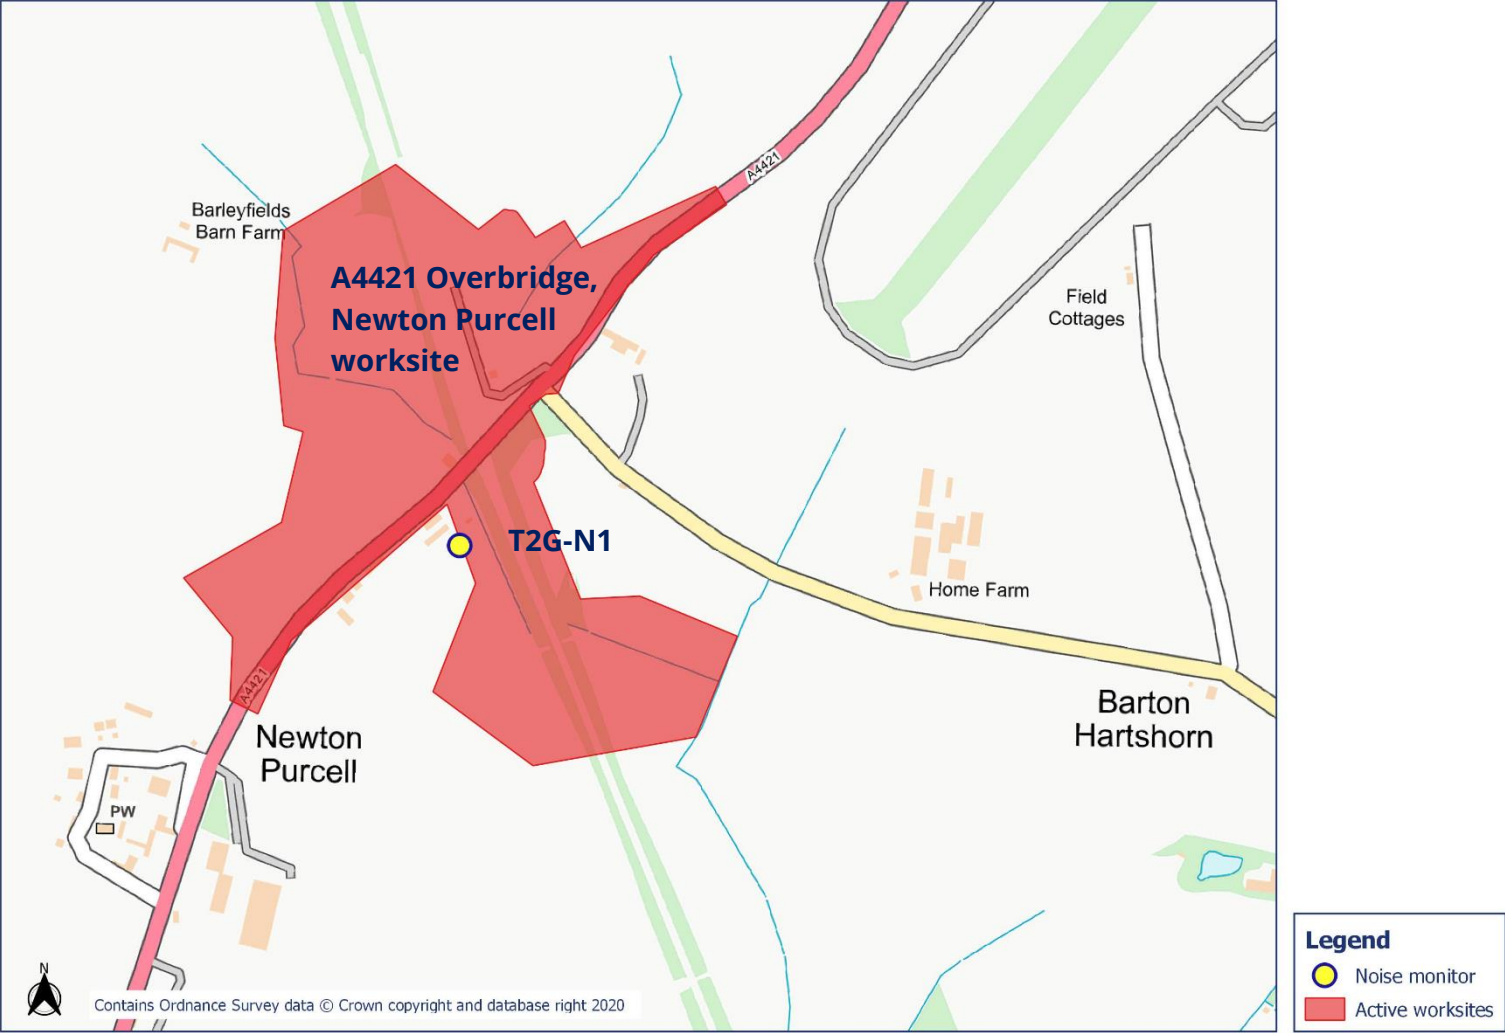 A4421
Barleyfields
Barn Farm
A4421 Overbridge,
Newton Purcell
worksite
Field
Cottages
T2G-N1
Home Farm
A4421
Barton
Hartshorn
Newton
Purcell
PW
N
Contains Ordnance Survey data © Crown copyright and database right 2020
Legend
Noise monitor
Active worksites